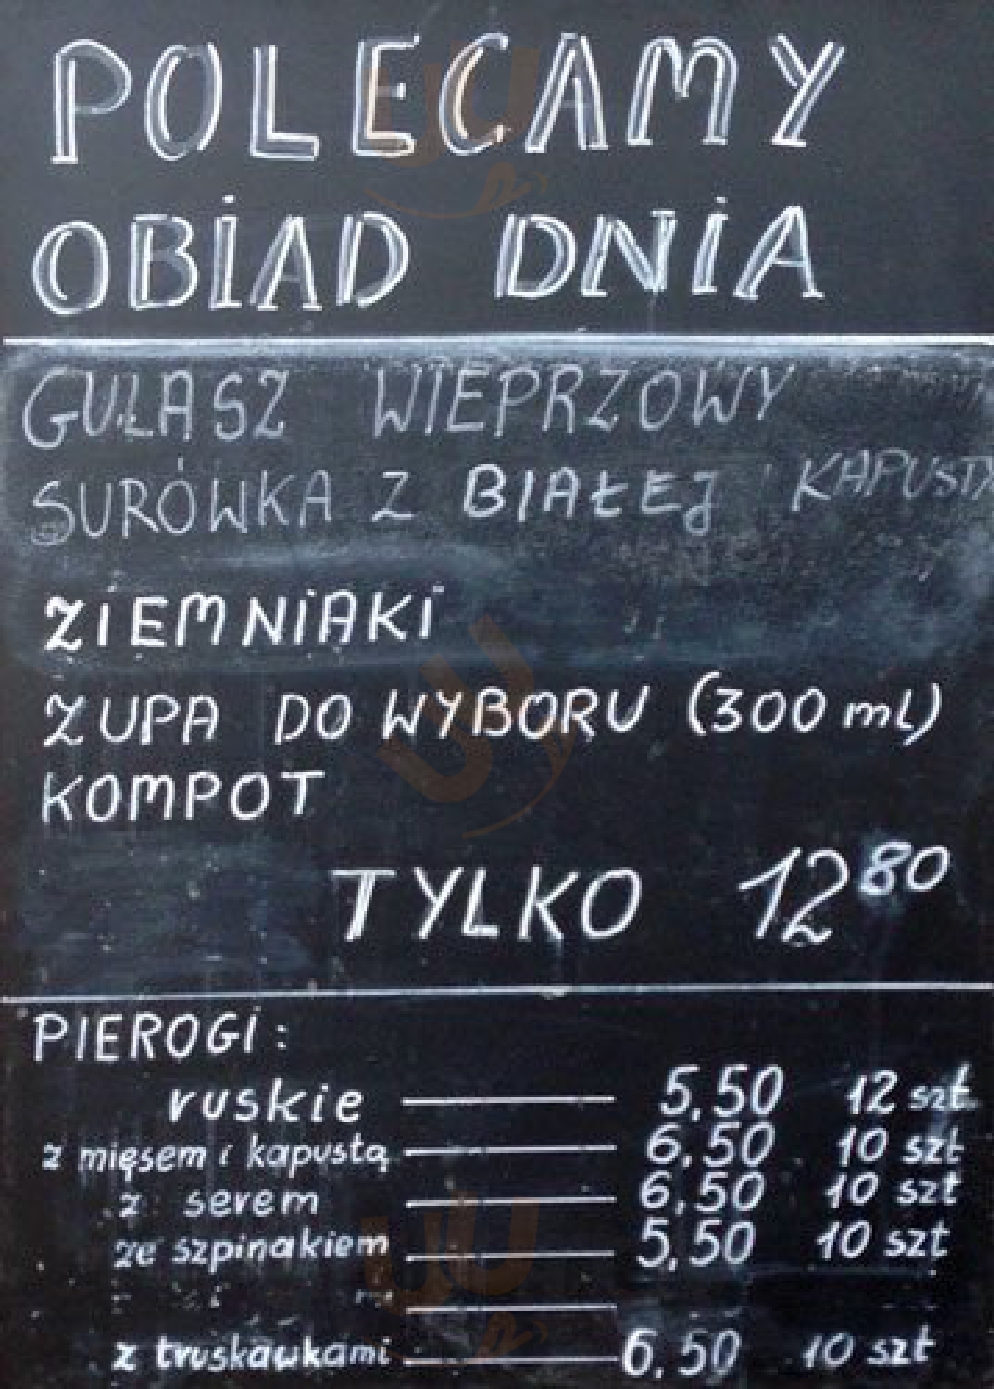 POLECAMY
OBiAD DNiA
GULASZ WIEPRZOWY
SURÓWKA Z BIAŁEJ KAPUSTY
ZiEMNiAKi
ZUPA DO WYBORU (300 ml)
KOMPOT
TYLKO 12 80
PIEROGi:
ruskie 5,50 12 szt
z mięsem i kapustą 6,50 10 szt
z serem 6,50 10 szt
ze szpinakiem 5,50 10 szt
z truskawkami 6,50 10 szt